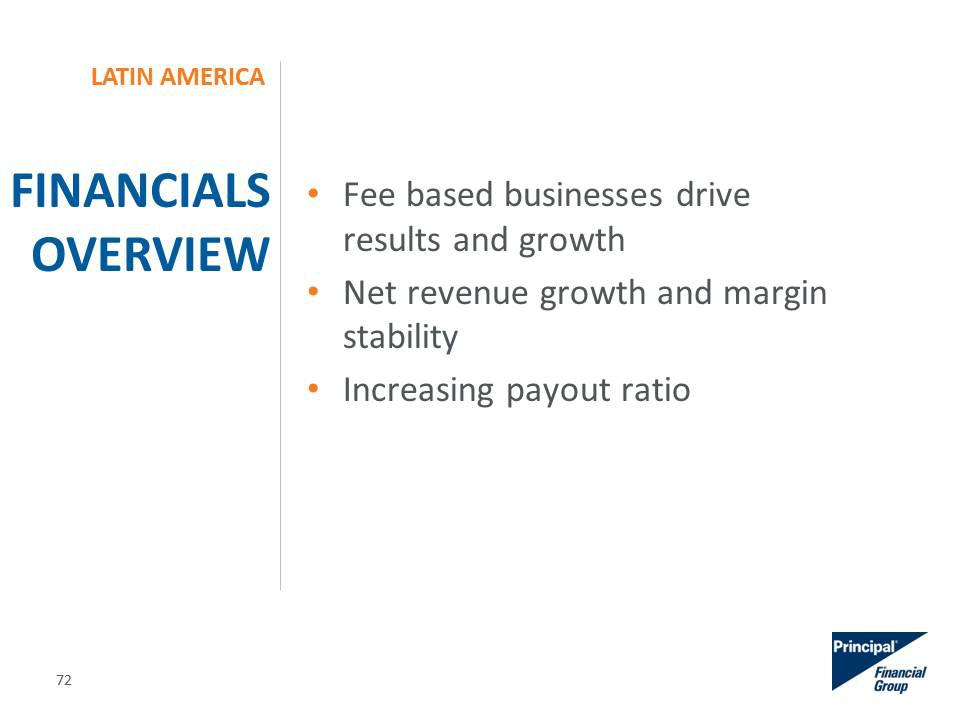 LATIN AMERICA
FINANCIALS
OVERVIEW
• Fee based businesses drive
results and growth
• Net revenue growth and margin
stability
• Increasing payout ratio
72
Principal®
Financial
Group